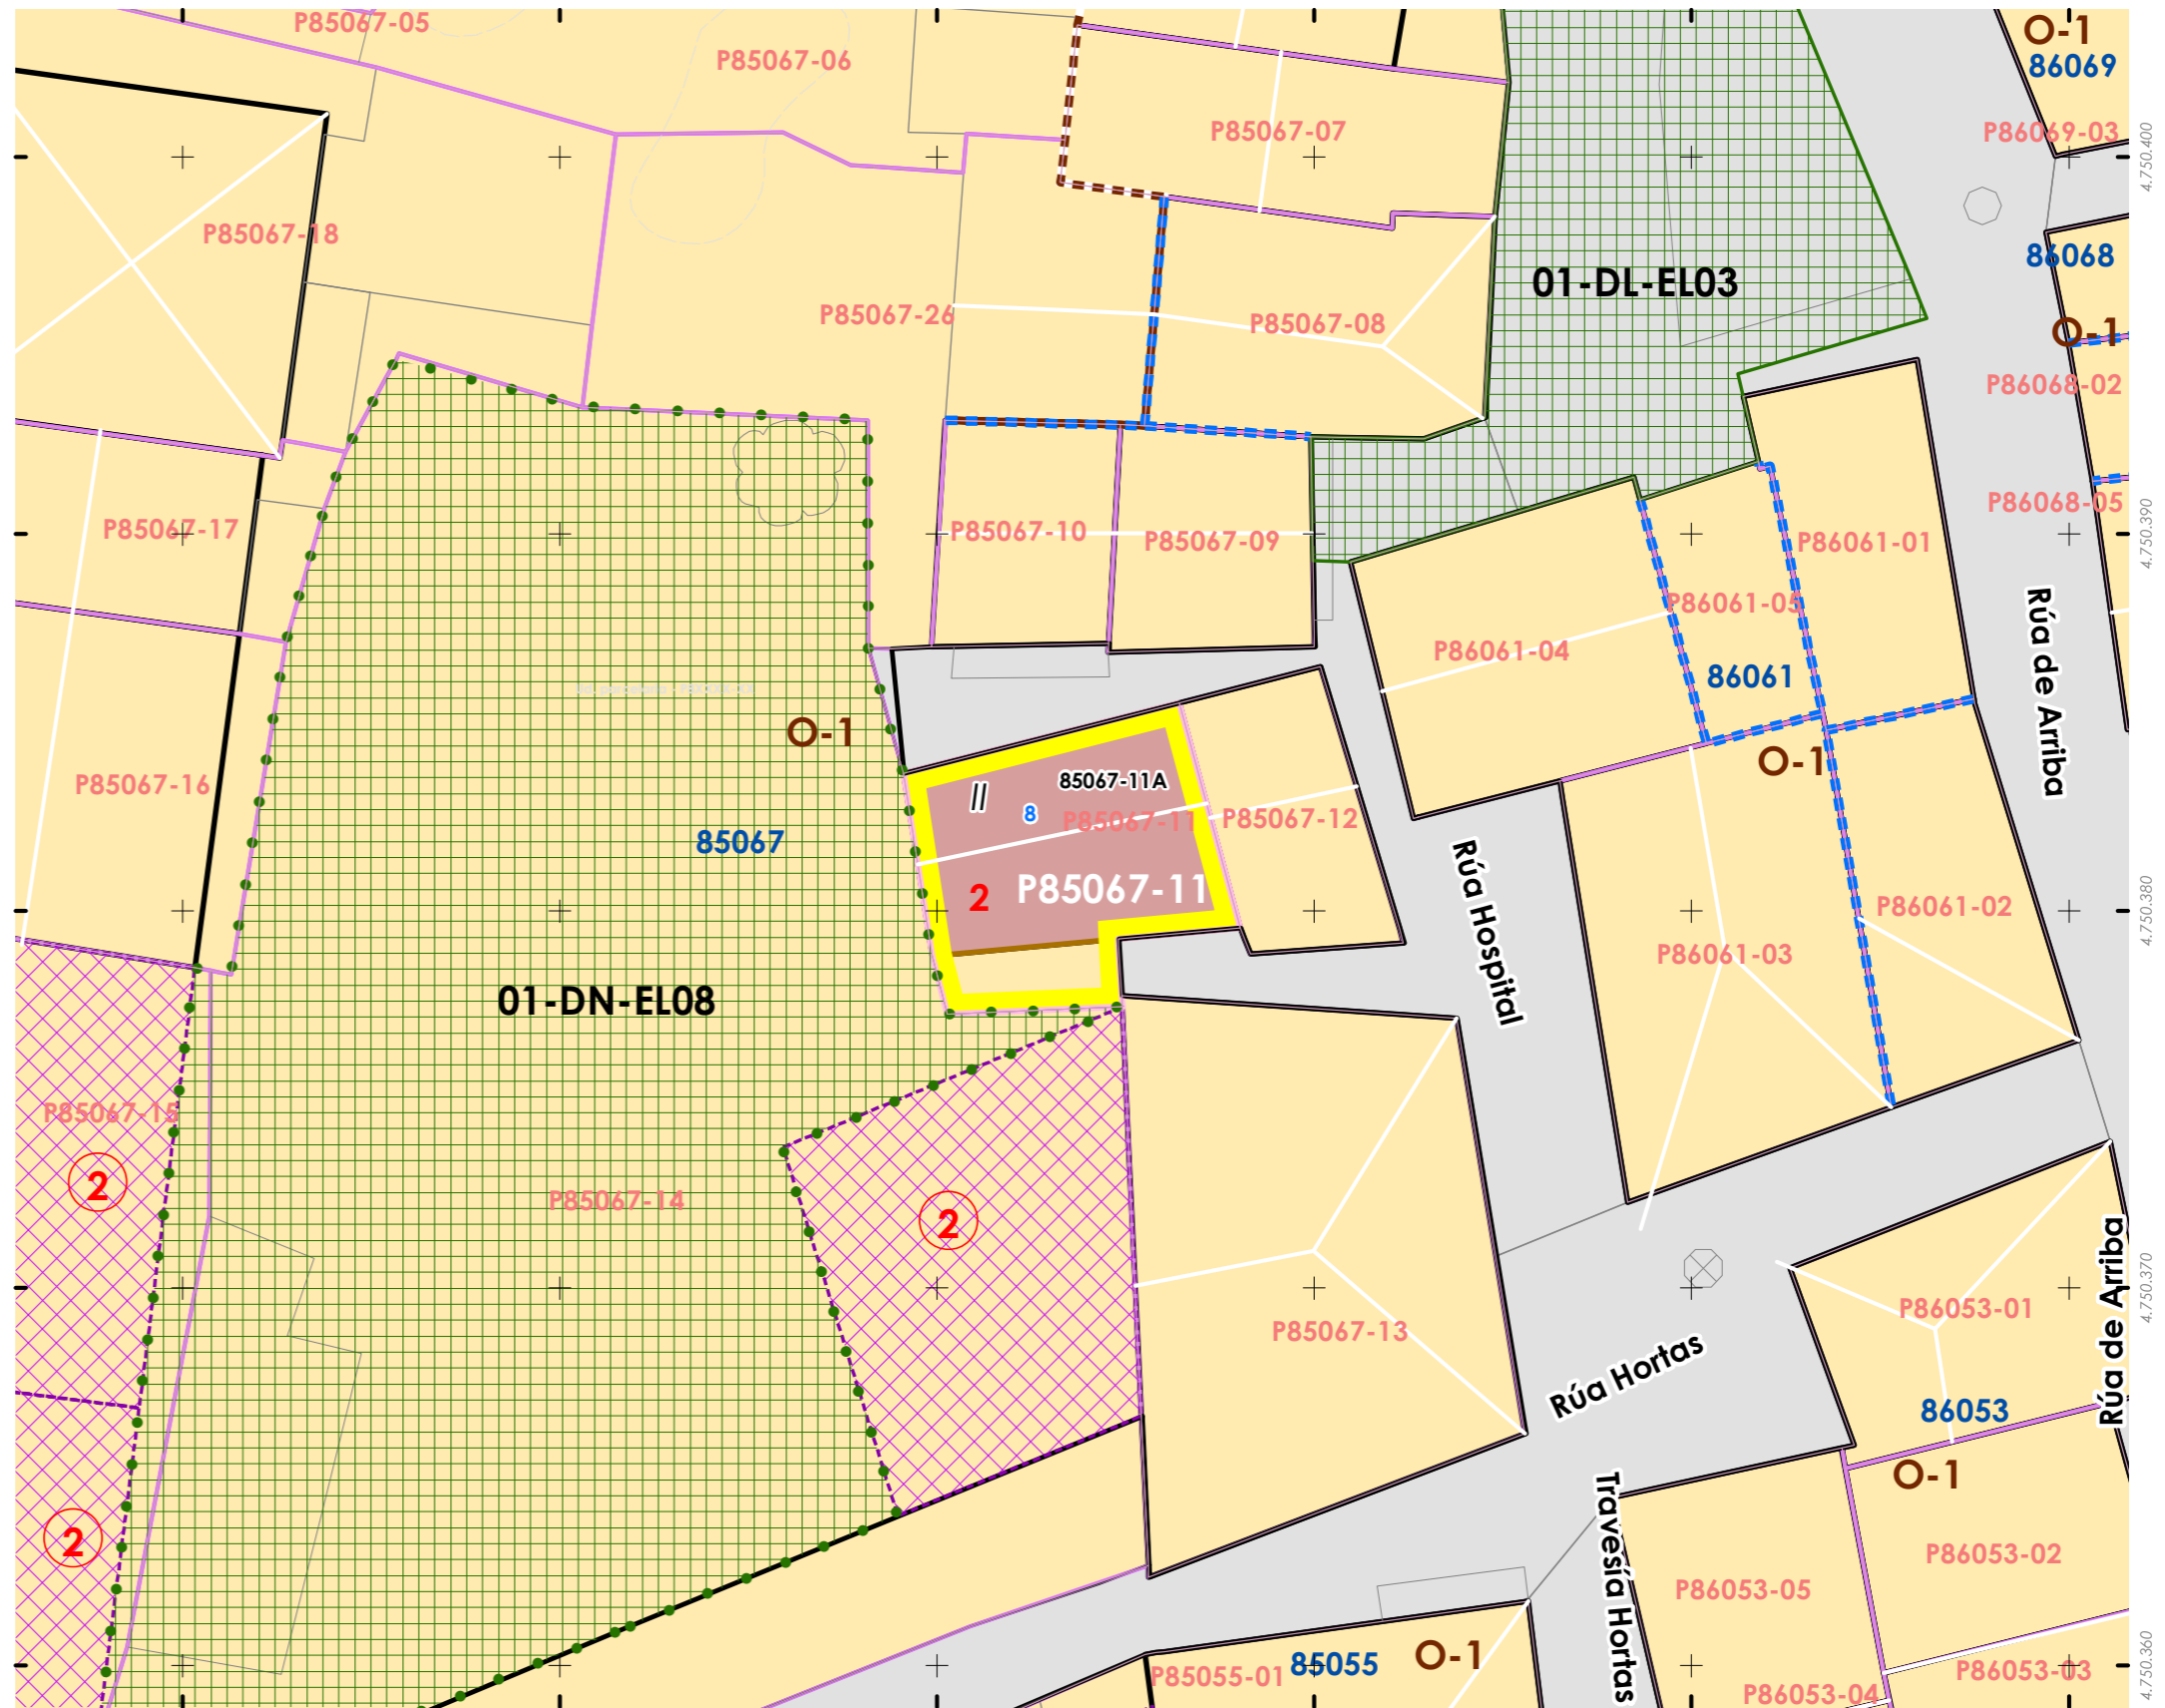 P85067-05
O-1
P85067-06
86069
P85067-07
P86069-03
4.750.400
P85067-18
86068
01-DL-EL03
P85067-26
P85067-08
O-1
P86068-02
P86068-05
P85067-17
P85067-10
P85067-09
P86061-01
4.750.390
P86061-05
P86061-04
86061
Rúa de Arriba
O-1
O-1
P85067-16
85067-11A
II
8
P85067-11
P85067-12
85067
2
P85067-11
Rúa Hospital
P86061-02
4.750.380
P86061-03
01-DN-EL08
P85067-15
2
P85067-14
2
4.750.370
P86053-01
P85067-13
Rúa de Arriba
Rúa Hortas
86053
O-1
2
P86053-02
P86053-05
Travesía Hortas
O-1
85055
P85055-01
P86053-03
P86053-04
4.750.360